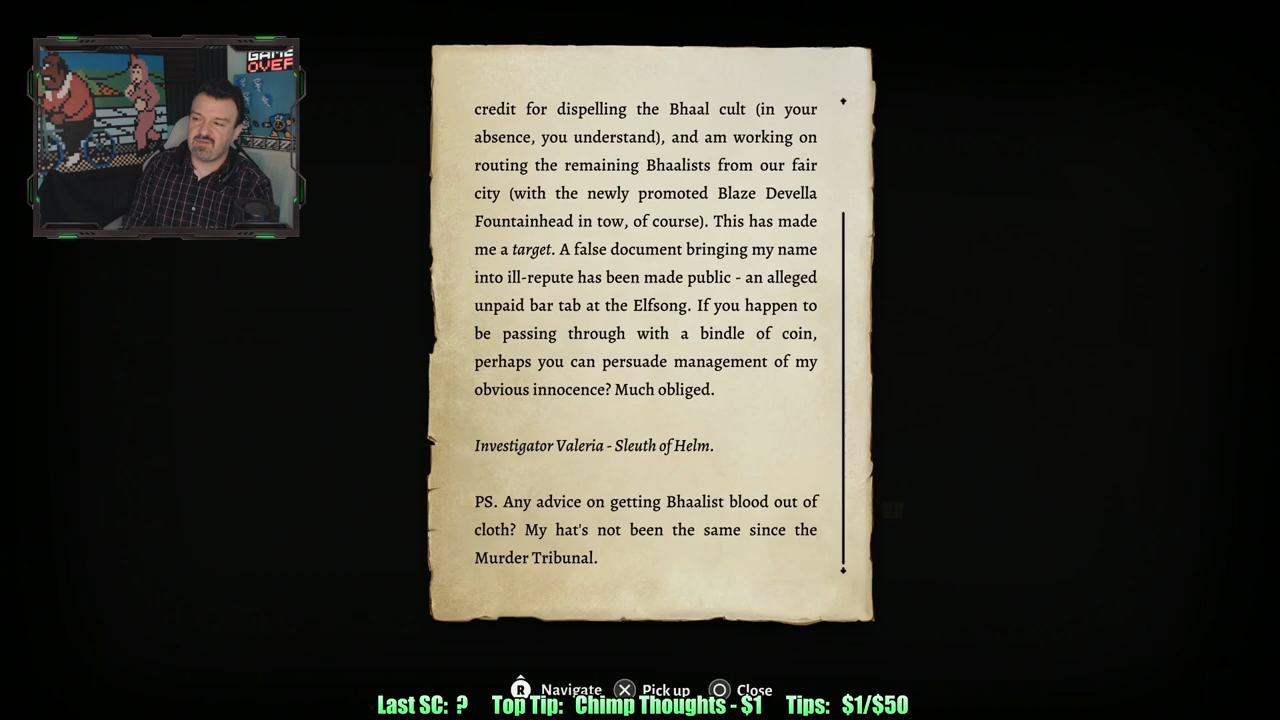 GAME
OVER
credit for dispelling the Bhaal cult (in your
absence, you understand), and am working on
routing the remaining Bhaalists from our fair
city (with the newly promoted Blaze Devella
Fountainhead in tow, of course). This has made
me a target. A false document bringing my name
into ill-repute has been made public - an alleged
unpaid bar tab at the Elfsong. If you happen to
be passing through with a bindle of coin,
perhaps you can persuade management of my
obvious innocence? Much obliged.
Investigator Valeria - Sleuth of Helm.
PS. Any advice on getting Bhaalist blood out of
cloth? My hat's not been the same since the
Murder Tribunal.
R Navigate Pick up Close
Last SC: ? Top Tip: Chimp Thoughts - $1 Tips: $1/$50